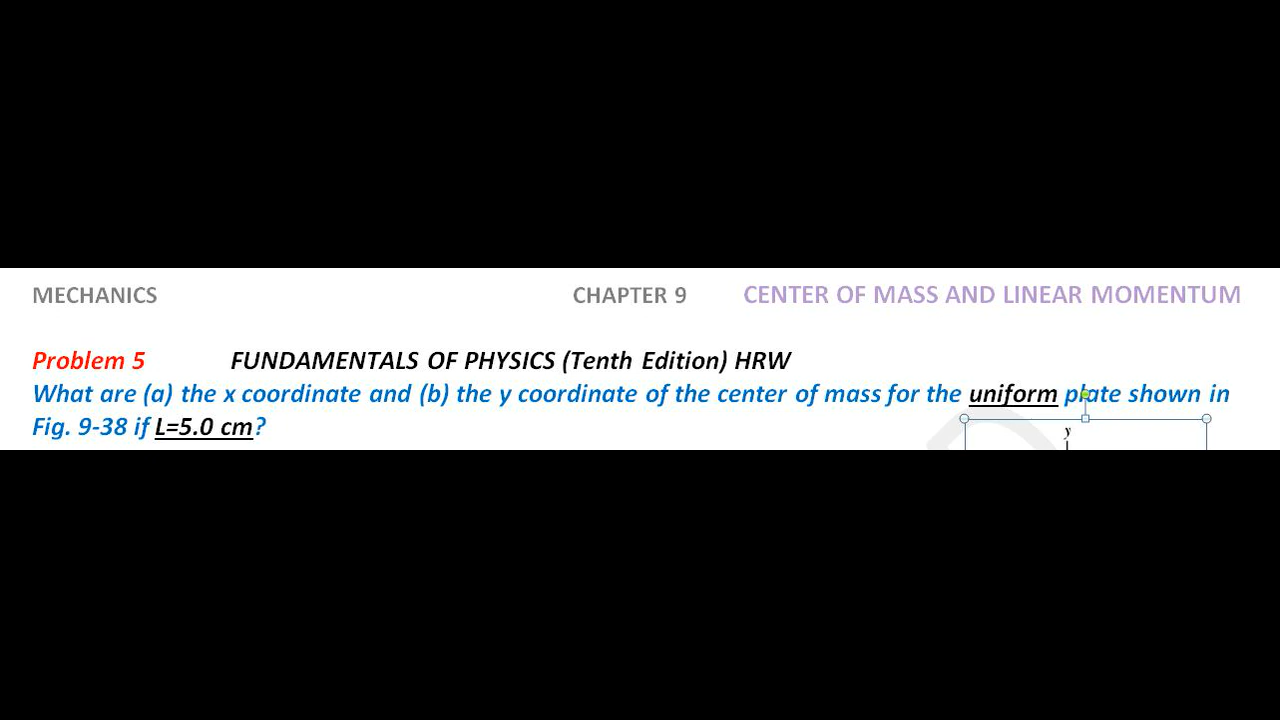 MECHANICS CHAPTER 9 CENTER OF MASS AND LINEAR MOMENTUM
Problem 5 FUNDAMENTALS OF PHYSICS (Tenth Edition) HRW
What are (a) the x coordinate and (b) the y coordinate of the center of mass for the uniform plate shown in
Fig. 9-38 if L=5.0 cm?
y